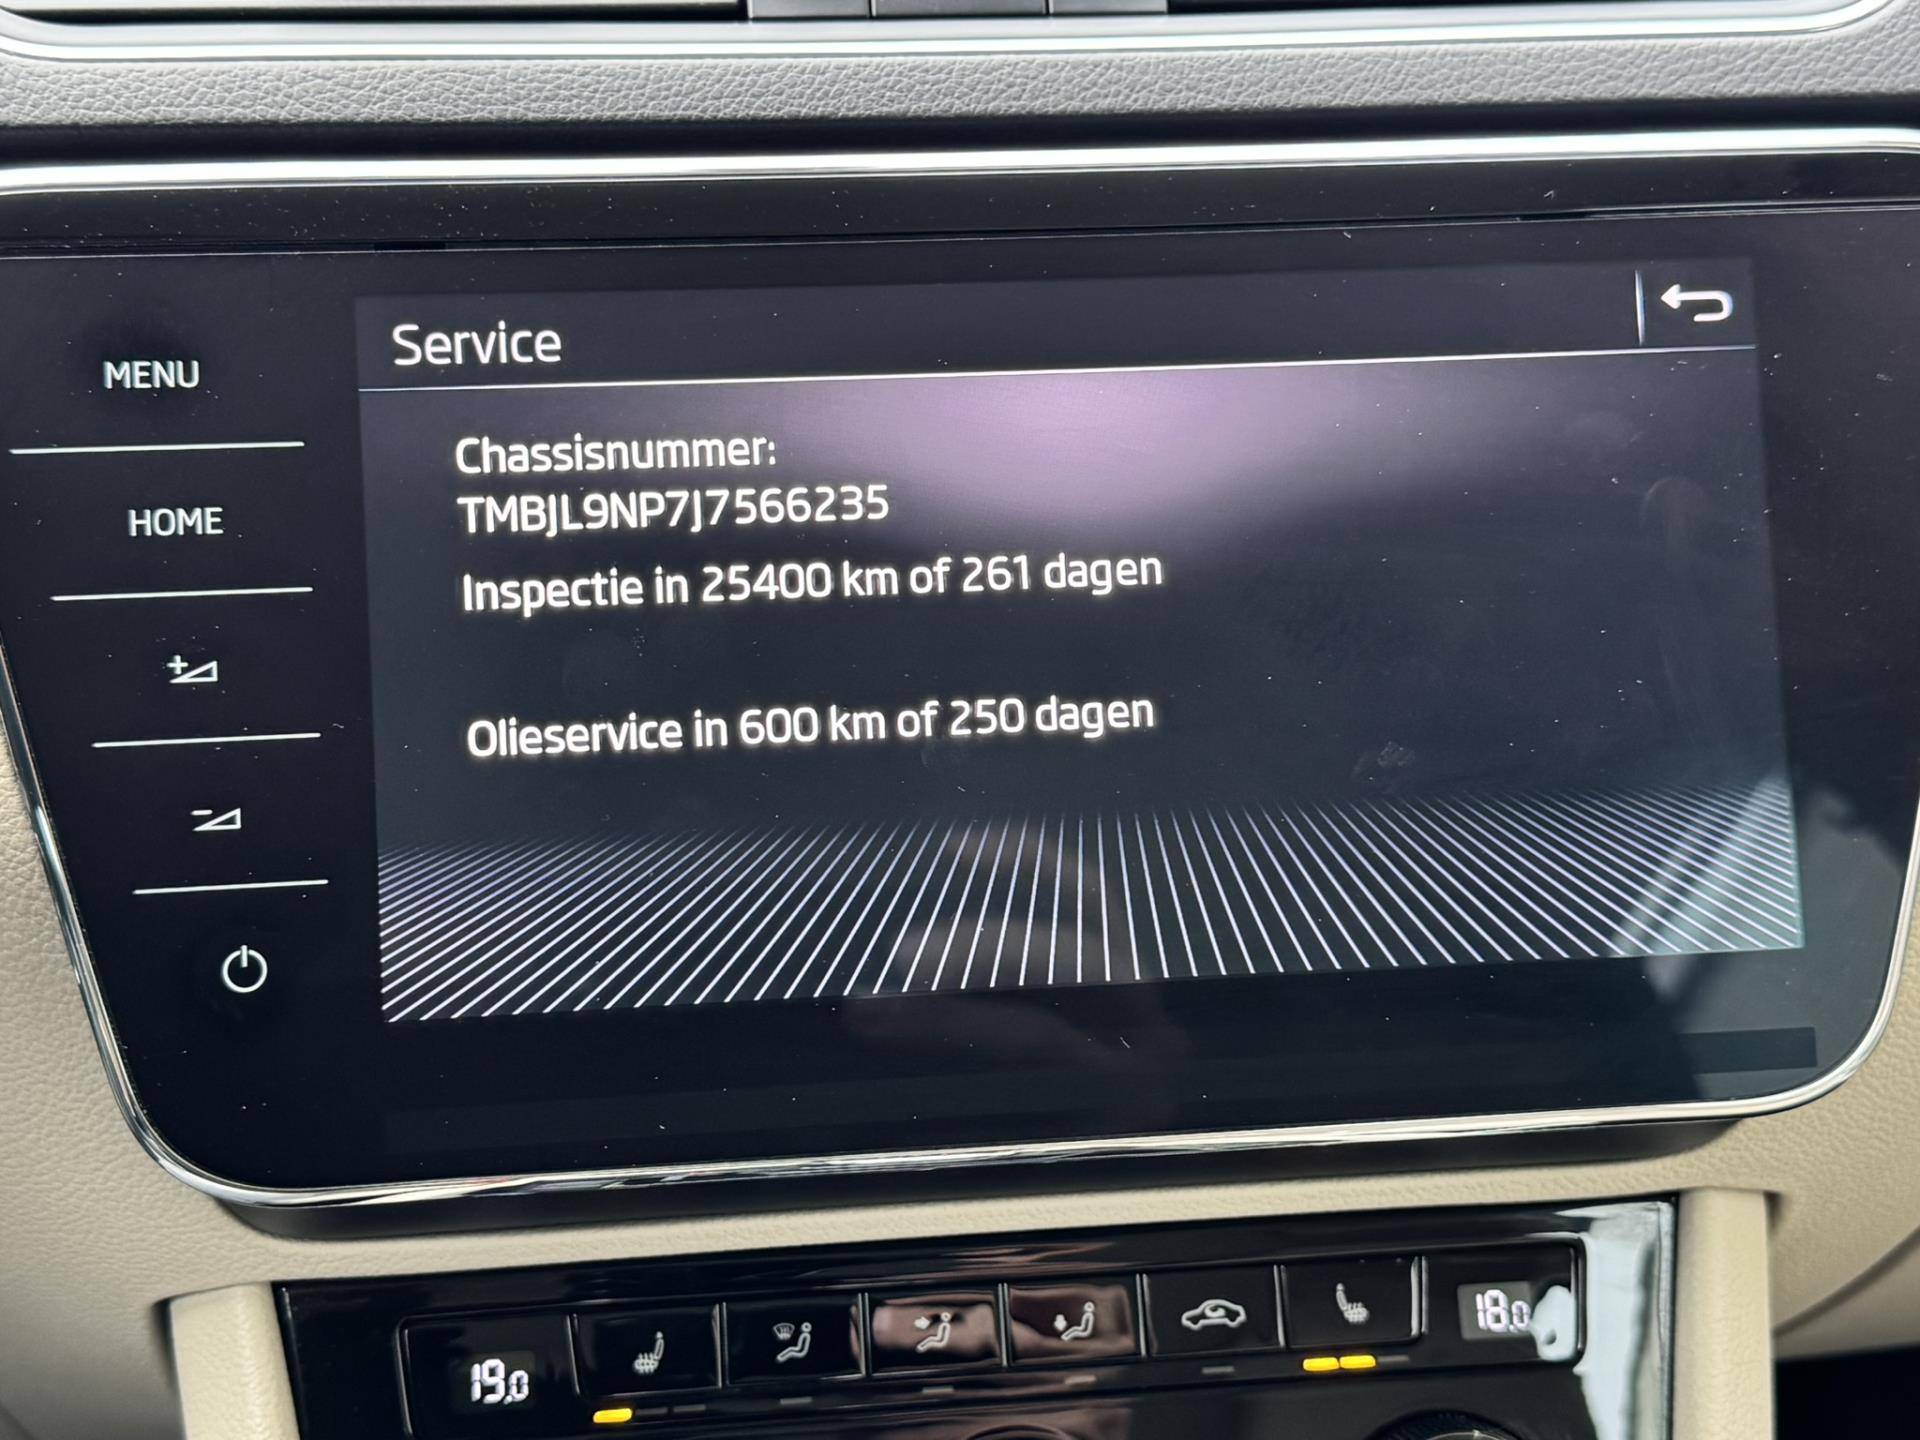 Service
MENU
Chassisnummer:
TMBJL9NP7J7566235
HOME
Inspectie in 25400 km of 261 dagen
Olieservice in 600 km of 250 dagen
19.0
18.0